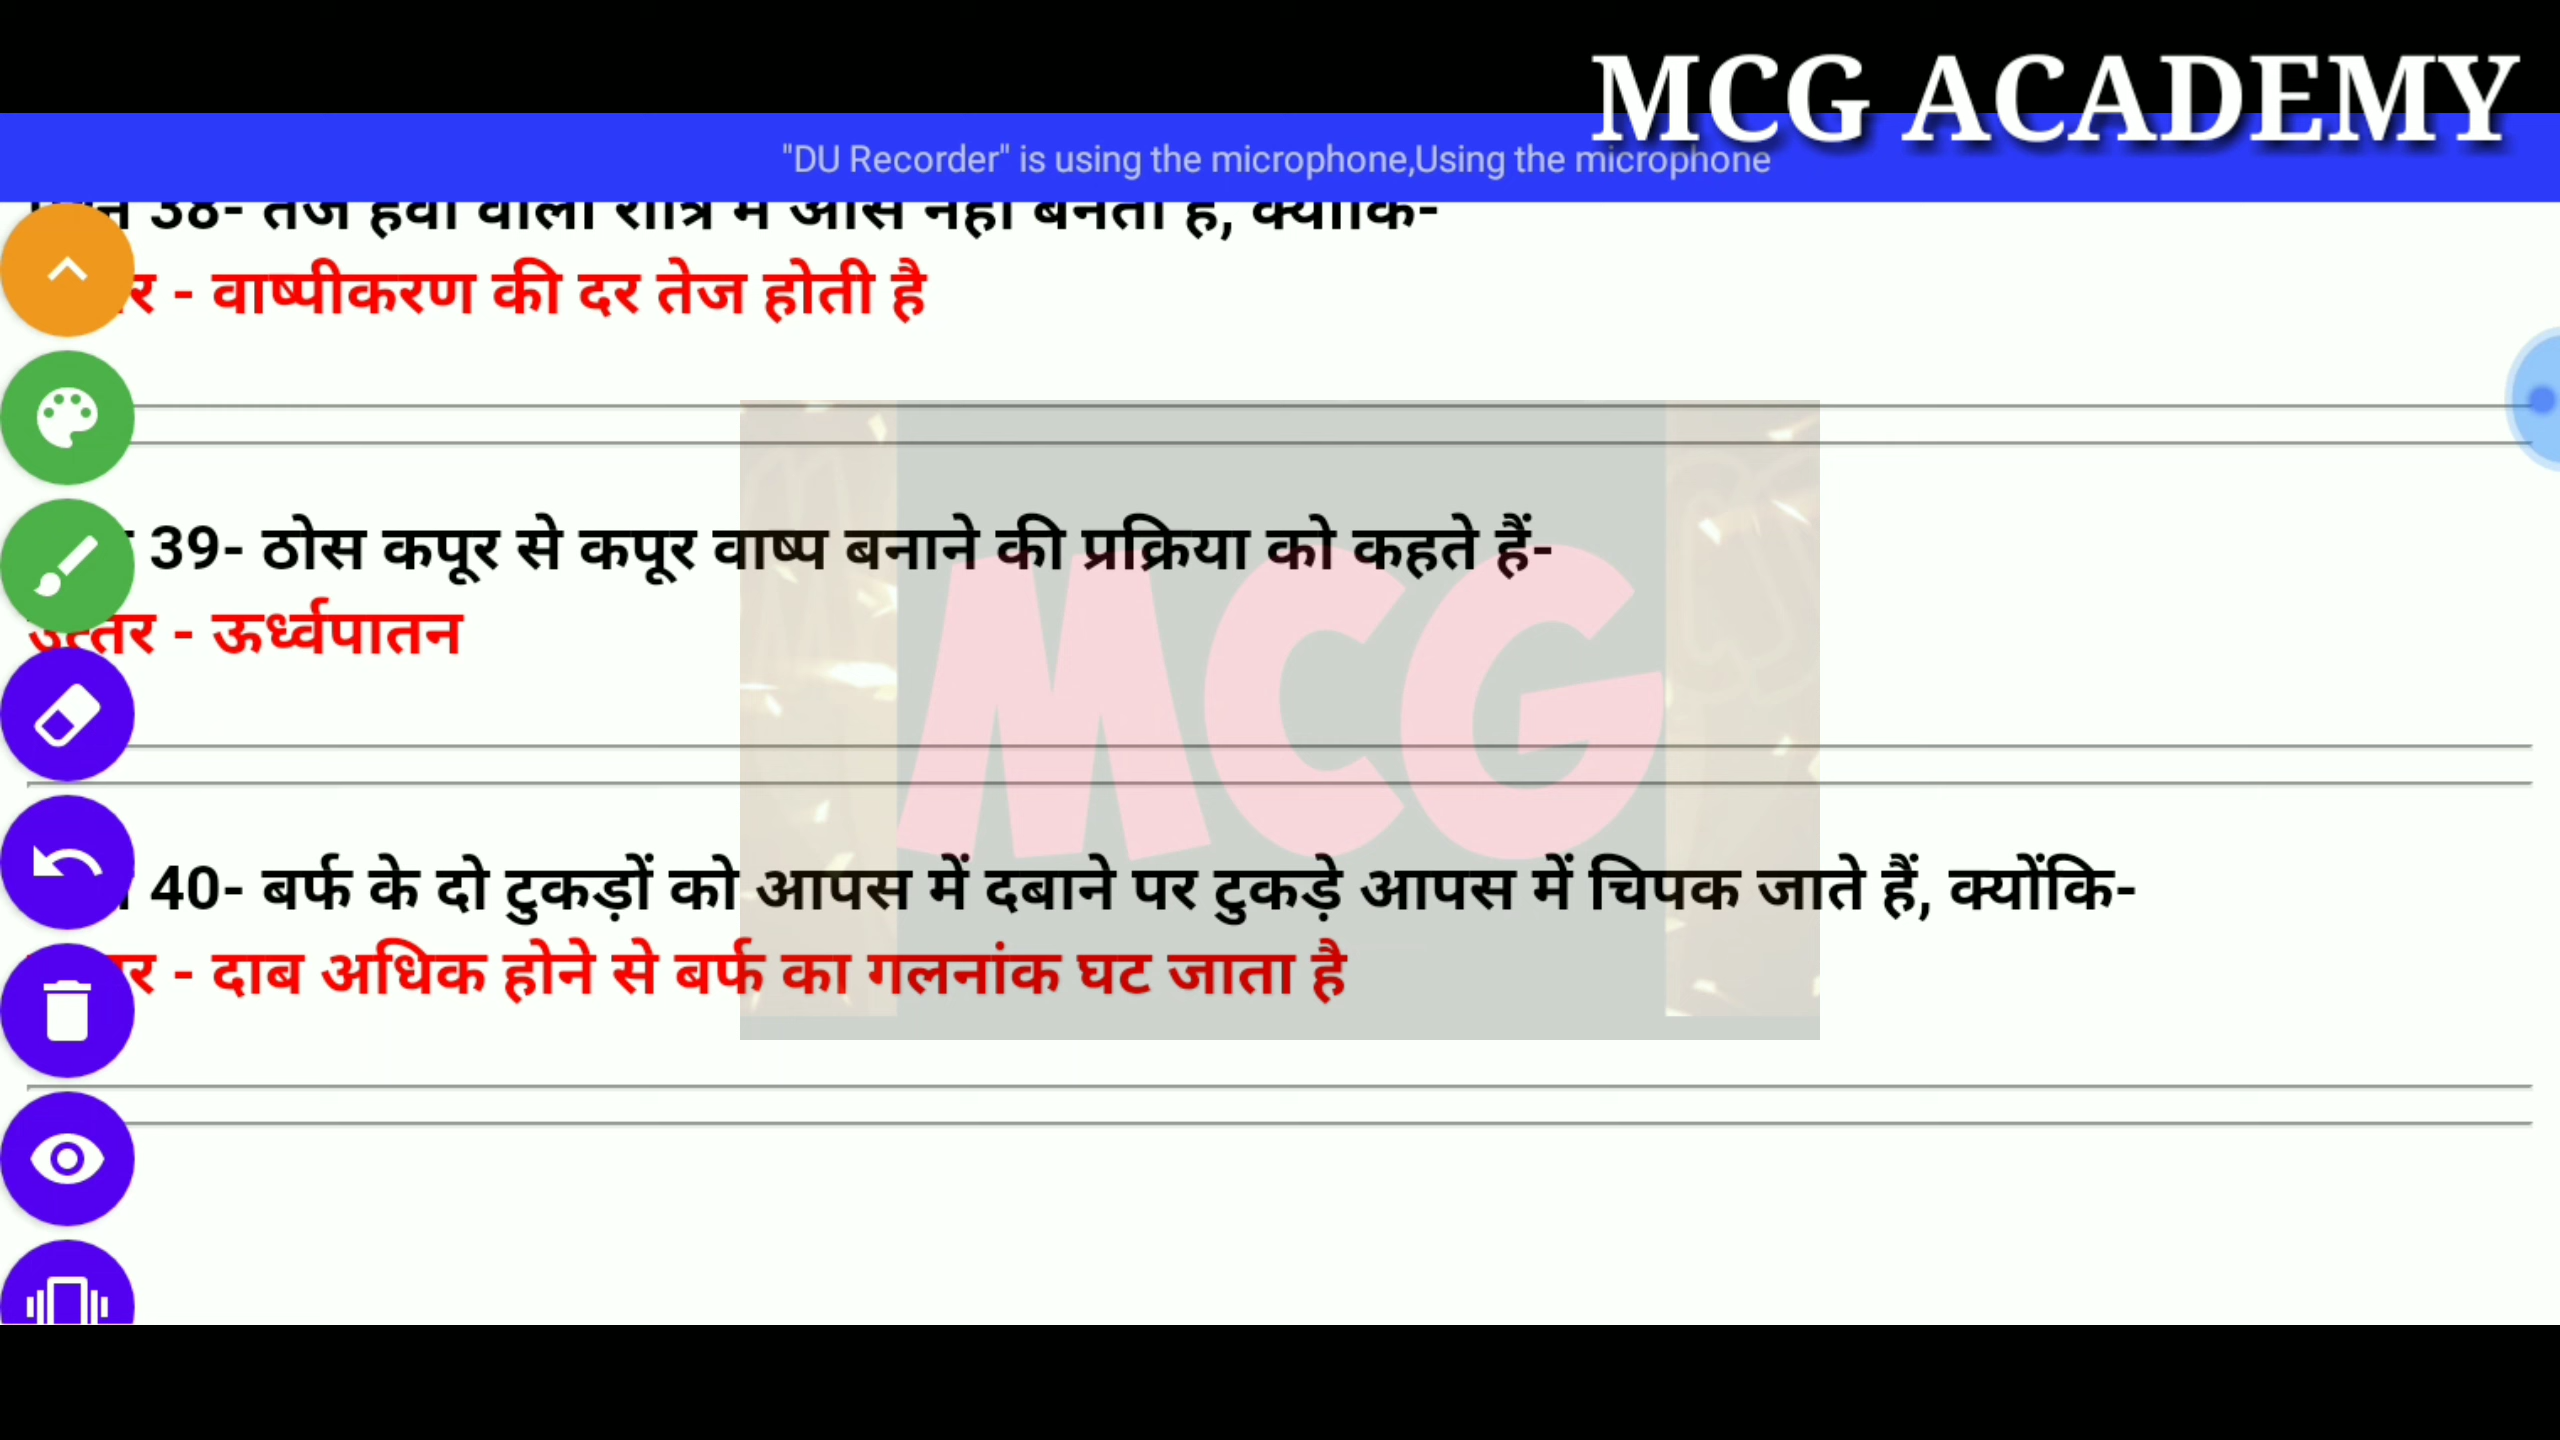 MCG ACADEMY
"DU Recorder" is using the microphone,Using the microphone
38- तेज हवा वाली रात्रि में ओस नहीं बनती है, क्योंकि-
र - वाष्पीकरण की दर तेज होती है
39- ठोस कपूर से कपूर वाष्प बनाने की प्रक्रिया को कहते हैं-
उत्तर - ऊर्ध्वपातन
MCG
40- बर्फ के दो टुकड़ों को आपस में दबाने पर टुकड़े आपस में चिपक जाते हैं, क्योंकि-
र - दाब अधिक होने से बर्फ का गलनांक घट जाता है